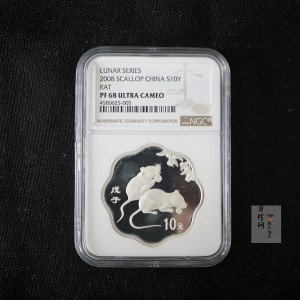 LUNAR SERIES
2008 SCALLOP CHINA S10Y
RAT
PF 68 ULTRA CAMEO
4580625-005
NUMISMATIC GUARANTY CORPORATION
NGC
戊子
10元